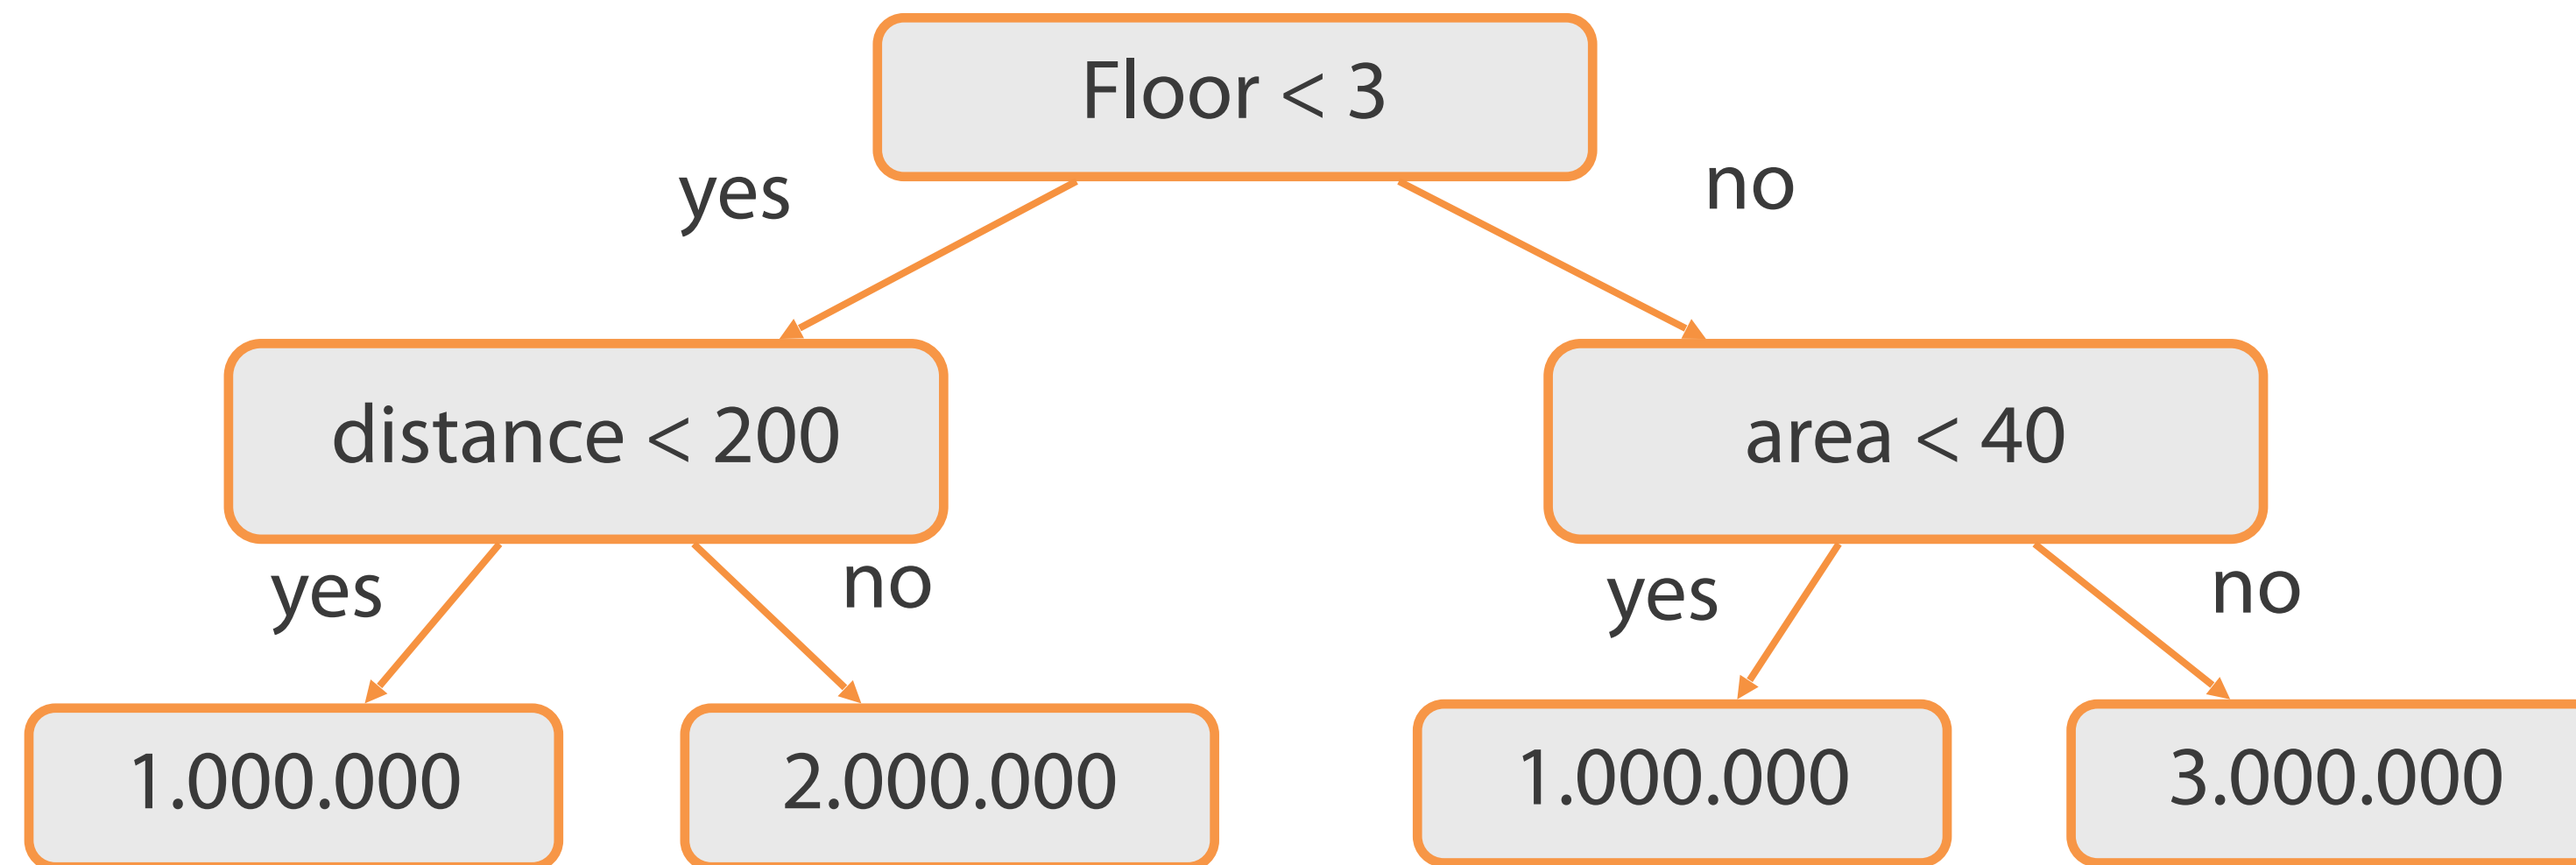 Floor < 3
yes
no
distance < 200
area < 40
yes
no
yes
no
1.000.000
2.000.000
1.000.000
3.000.000